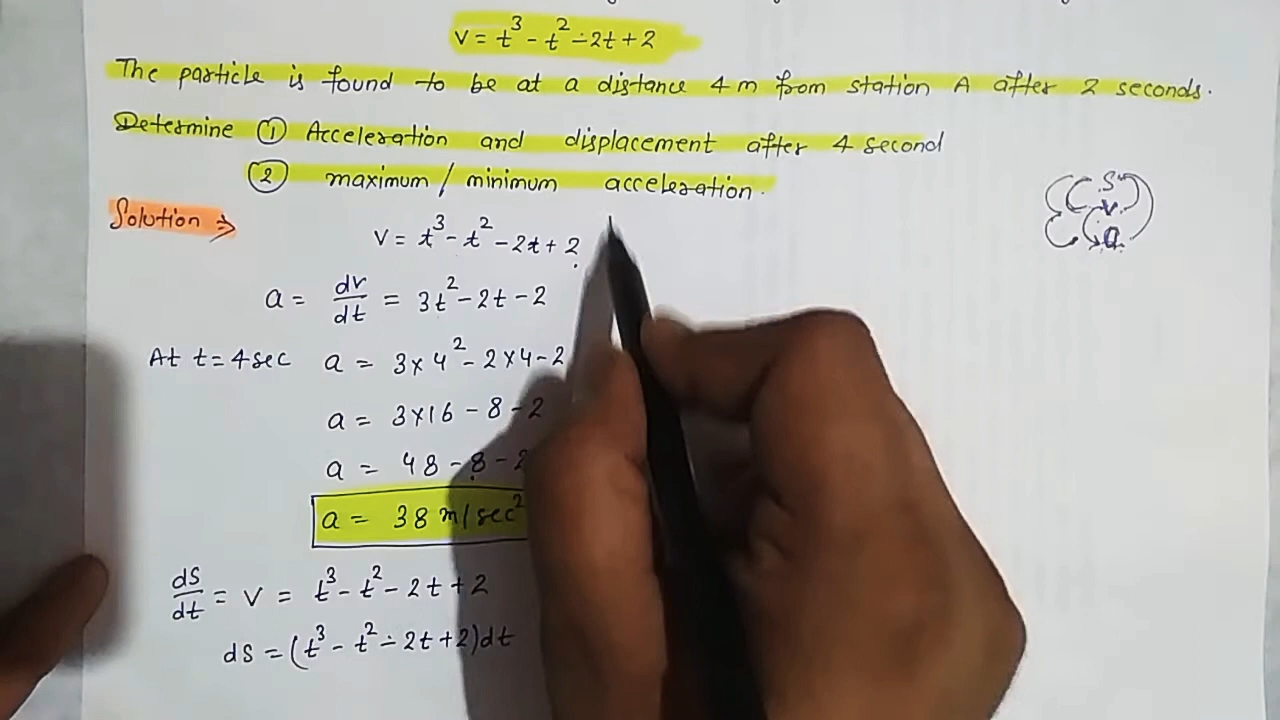 v = t³ - t² - 2t + 2
The particle is found to be at a distance 4 m from station A after 2 seconds.
Determine ① Acceleration and displacement after 4 second
② maximum / minimum acceleration.
Solution ⇒
v = t³ - t² - 2t + 2
a = dv/dt = 3t² - 2t - 2
At t = 4 sec a = 3 × 4² - 2 × 4 - 2
a = 3 × 16 - 8 - 2
a = 48 - 8 - 2
a = 38 m/sec²
ds/dt = v = t³ - t² - 2t + 2
ds = (t³ - t² - 2t + 2) dt
S
v
a